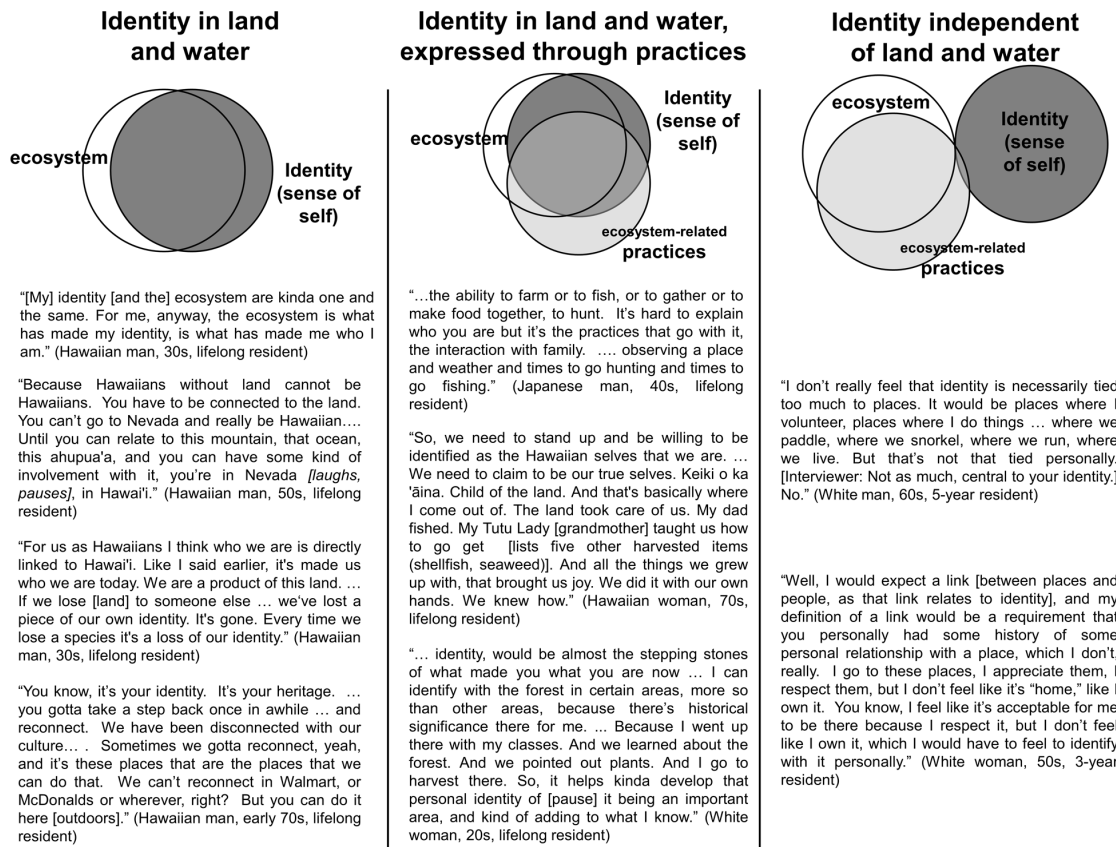 Identity in land
and water
ecosystem
Identity
(sense of
self)
“[My] identity [and the] ecosystem are kinda one and
the same. For me, anyway, the ecosystem is what
has made my identity, is what has made me who I
am.” (Hawaiian man, 30s, lifelong resident)
“Because Hawaiians without land cannot be
Hawaiians. You have to be connected to the land.
You can’t go to Nevada and really be Hawaiian….
Until you can relate to this mountain, that ocean,
this ahupua'a, and you can have some kind of
involvement with it, you’re in Nevada [laughs,
pauses], in Hawai'i.” (Hawaiian man, 50s, lifelong
resident)
“For us as Hawaiians I think who we are is directly
linked to Hawai'i. Like I said earlier, it's made us
who we are today. We are a product of this land. …
If we lose [land] to someone else … we‘ve lost a
piece of our own identity. It's gone. Every time we
lose a species it's a loss of our identity.” (Hawaiian
man, 30s, lifelong resident)
“You know, it’s your identity. It’s your heritage. …
you gotta take a step back once in awhile … and
reconnect. We have been disconnected with our
culture… . Sometimes we gotta reconnect, yeah,
and it’s these places that are the places that we
can do that. We can’t reconnect in Walmart, or
McDonalds or wherever, right? But you can do it
here [outdoors].” (Hawaiian man, early 70s, lifelong
resident)
Identity in land and water,
expressed through practices
ecosystem
Identity
(sense of
self)
ecosystem-related
practices
“…the ability to farm or to fish, or to gather or to
make food together, to hunt. It’s hard to explain
who you are but it’s the practices that go with it,
the interaction with family. …. observing a place
and weather and times to go hunting and times to
go fishing.” (Japanese man, 40s, lifelong
resident)
“So, we need to stand up and be willing to be
identified as the Hawaiian selves that we are. …
We need to claim to be our true selves. Keiki o ka
'āina. Child of the land. And that's basically where
I come out of. The land took care of us. My dad
fished. My Tutu Lady [grandmother] taught us how
to go get [lists five other harvested items
(shellfish, seaweed)]. And all the things we grew
up with, that brought us joy. We did it with our own
hands. We knew how.” (Hawaiian woman, 70s,
lifelong resident)
“… identity, would be almost the stepping stones
of what made you what you are now … I can
identify with the forest in certain areas, more so
than other areas, because there’s historical
significance there for me. ... Because I went up
there with my classes. And we learned about the
forest. And we pointed out plants. And I go to
harvest there. So, it helps kinda develop that
personal identity of [pause] it being an important
area, and kind of adding to what I know.” (White
woman, 20s, lifelong resident)
Identity independent
of land and water
ecosystem
Identity
(sense
of self)
ecosystem-related
practices
“I don’t really feel that identity is necessarily tied
too much to places. It would be places where I
volunteer, places where I do things … where we
paddle, where we snorkel, where we run, where
we live. But that’s not that tied personally.
[Interviewer: Not as much, central to your identity.]
No.” (White man, 60s, 5-year resident)
“Well, I would expect a link [between places and
people, as that link relates to identity], and my
definition of a link would be a requirement that
you personally had some history of some
personal relationship with a place, which I don’t,
really. I go to these places, I appreciate them, I
respect them, but I don’t feel like it’s “home,” like I
own it. You know, I feel like it’s acceptable for me
to be there because I respect it, but I don’t feel
like I own it, which I would have to feel to identify
with it personally.” (White woman, 50s, 3-year
resident)